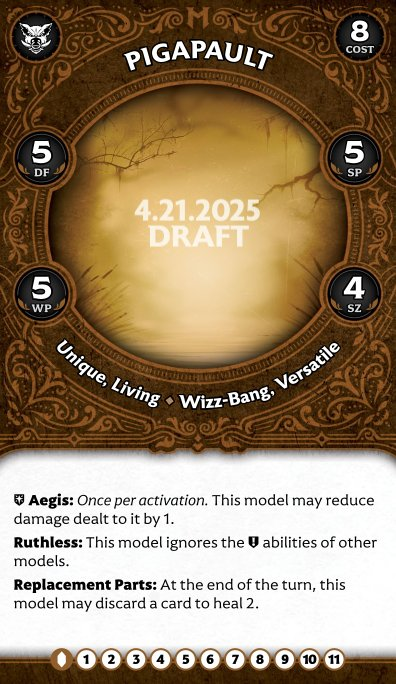 PIGAPAULT
8
COST
5
DF
5
SP
4.21.2025
DRAFT
5
WP
4
SZ
Unique, Living ◆ Wizz-Bang, Versatile
Aegis: Once per activation. This model may reduce
damage dealt to it by 1.
Ruthless: This model ignores the abilities of other
models.
Replacement Parts: At the end of the turn, this
model may discard a card to heal 2.
1 2 3 4 5 6 7 8 9 10 11